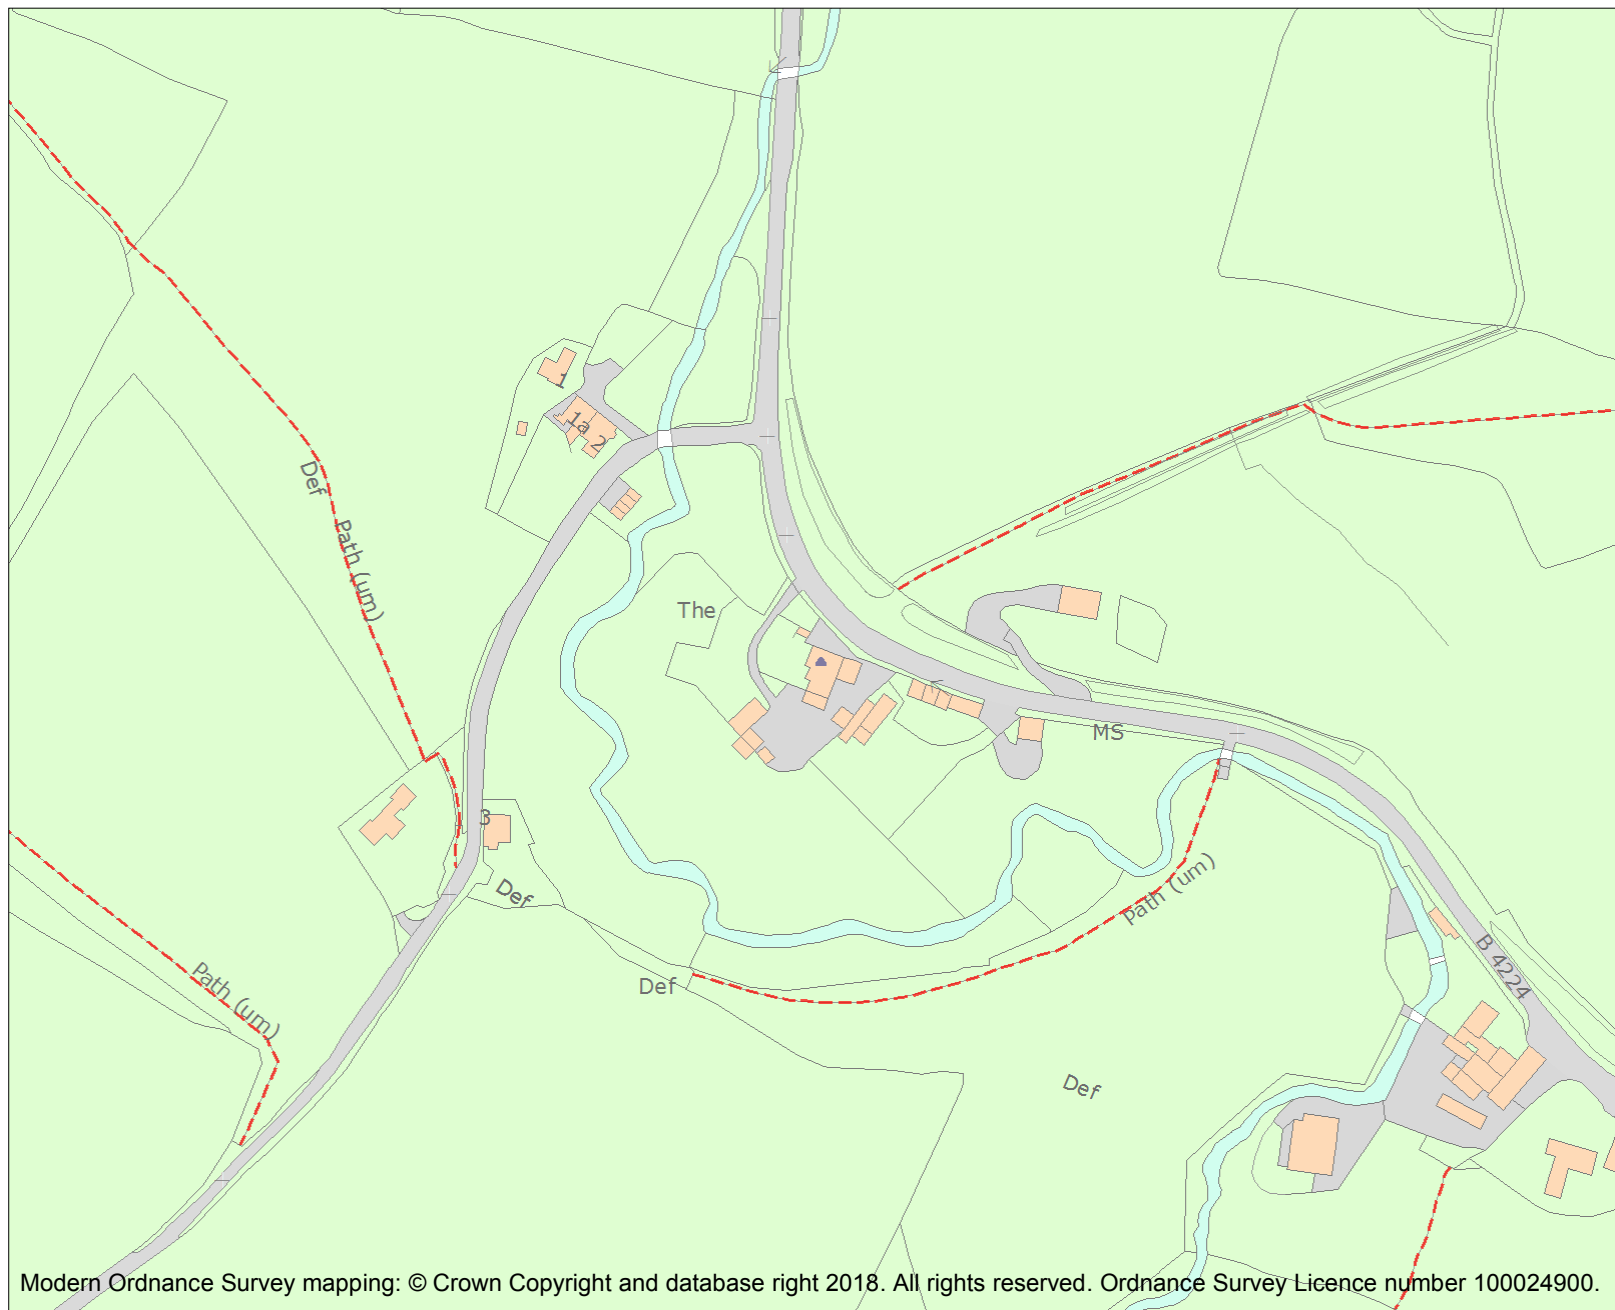 1
1a 2
Def
Path (um)
The
MS
3
Def
Path (um)
B 4224
Path (um)
Def
Def
Modern Ordnance Survey mapping: © Crown Copyright and database right 2018. All rights reserved. Ordnance Survey Licence number 100024900.